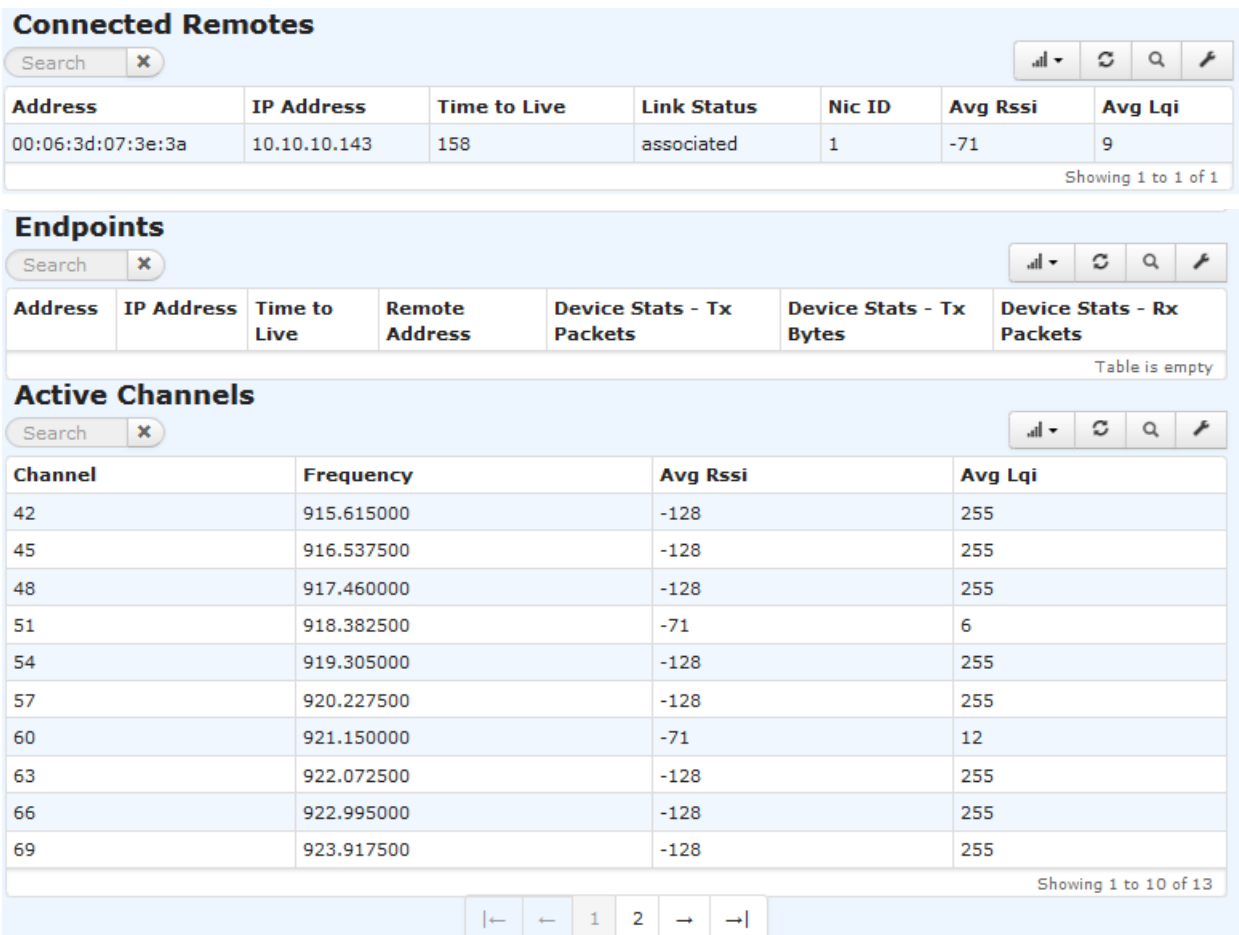 Connected Remotes
Search
Address IP Address Time to Live Link Status Nic ID Avg Rssi Avg Lqi
00:06:3d:07:3e:3a 10.10.10.143 158 associated 1 -71 9
Showing 1 to 1 of 1
Endpoints
Search
Address IP Address Time to Live Remote Address Device Stats - Tx Packets Device Stats - Tx Bytes Device Stats - Rx Packets
Table is empty
Active Channels
Search
Channel Frequency Avg Rssi Avg Lqi
42 915.615000 -128 255
45 916.537500 -128 255
48 917.460000 -128 255
51 918.382500 -71 6
54 919.305000 -128 255
57 920.227500 -128 255
60 921.150000 -71 12
63 922.072500 -128 255
66 922.995000 -128 255
69 923.917500 -128 255
Showing 1 to 10 of 13
|← ← 1 2 → →|